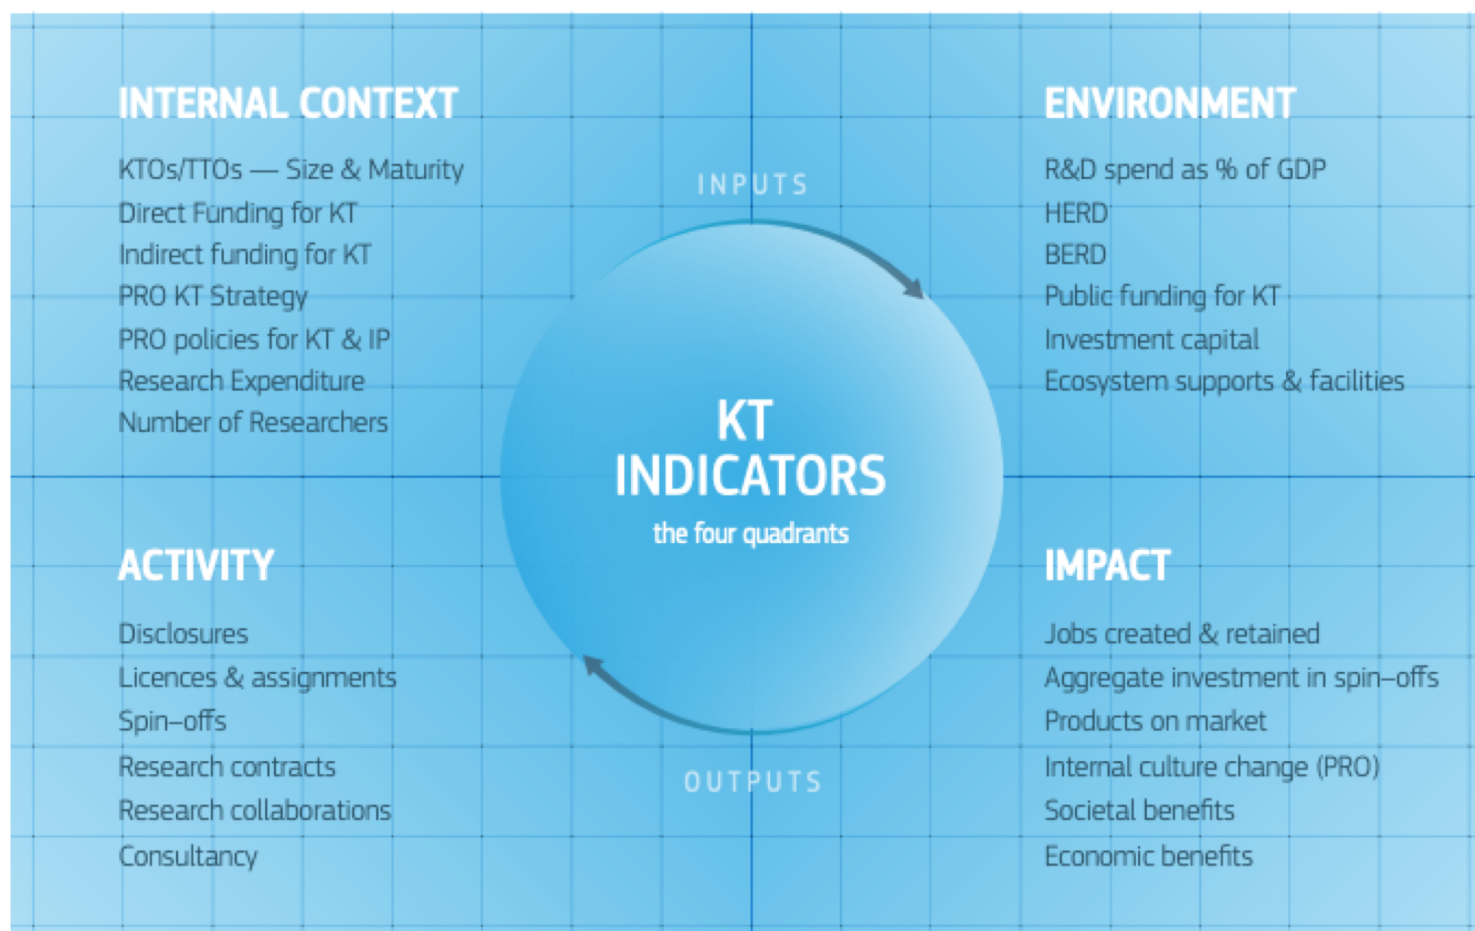 INTERNAL CONTEXT
KTOs/TTOs — Size & Maturity
Direct Funding for KT
Indirect funding for KT
PRO KT Strategy
PRO policies for KT & IP
Research Expenditure
Number of Researchers
INPUTS
ENVIRONMENT
R&D spend as % of GDP
HERD
BERD
Public funding for KT
Investment capital
Ecosystem supports & facilities
KT
INDICATORS
the four quadrants
ACTIVITY
Disclosures
Licences & assignments
Spin–offs
Research contracts
Research collaborations
Consultancy
OUTPUTS
IMPACT
Jobs created & retained
Aggregate investment in spin–offs
Products on market
Internal culture change (PRO)
Societal benefits
Economic benefits